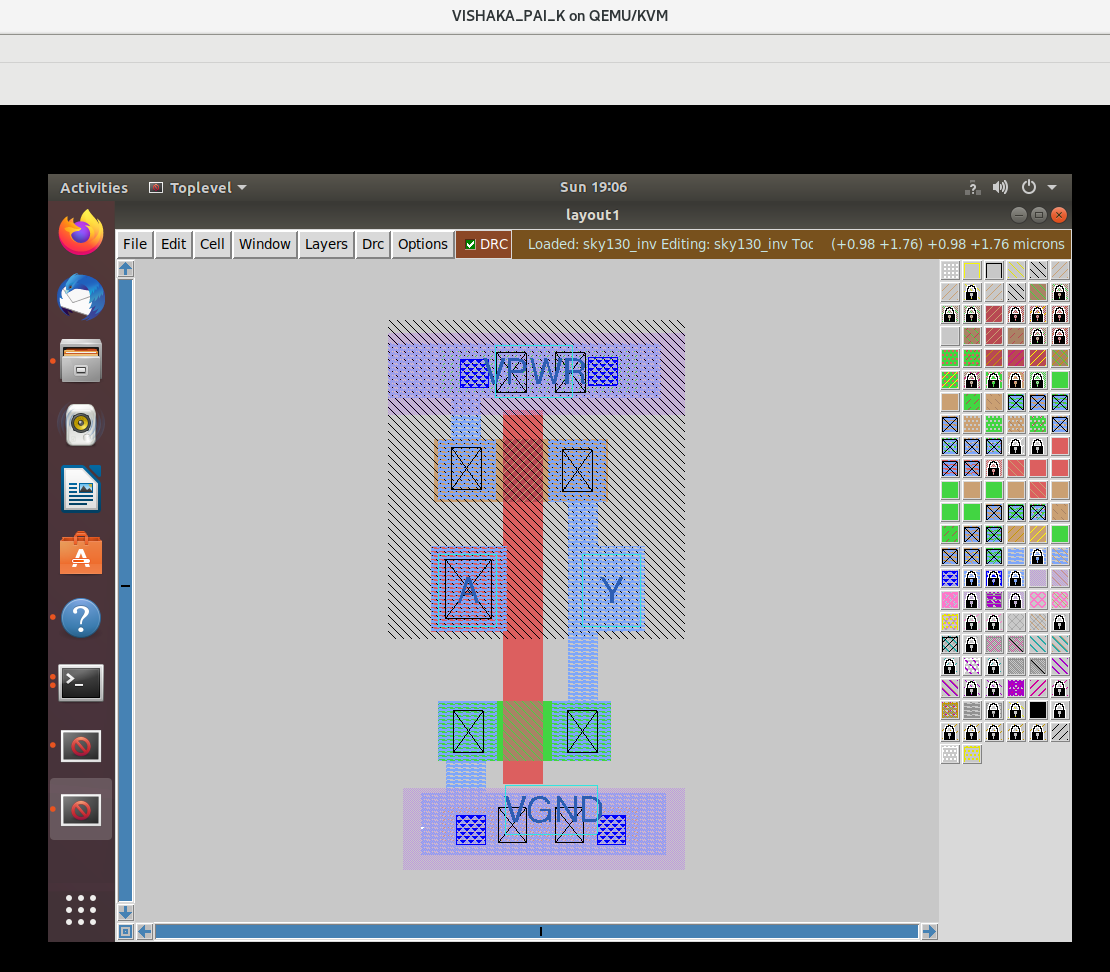 VISHAKA_PAI_K on QEMU/KVM
Activities Toplevel Sun 19:06
layout1
File Edit Cell Window Layers Drc Options DRC Loaded: sky130_inv Editing: sky130_inv Toc (+0.98 +1.76) +0.98 +1.76 microns
VPWR
A Y
VGND